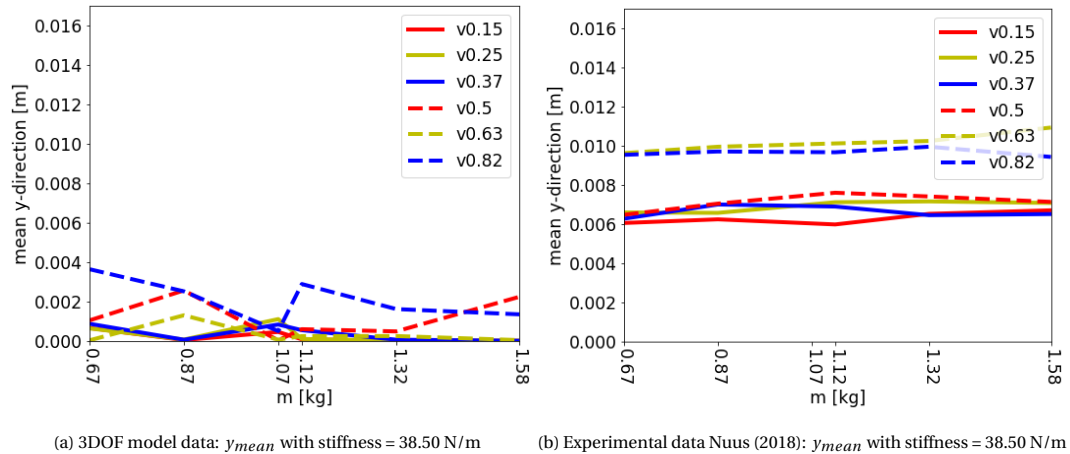 0.016
0.014
0.012
0.010
0.008
0.006
0.004
0.002
0.000
mean y-direction [m]
v0.15
v0.25
v0.37
v0.5
v0.63
v0.82
0.67
0.87
1.07
1.12
1.32
1.58
m [kg]
(a) 3DOF model data: ymean with stiffness = 38.50 N/m
0.016
0.014
0.012
0.010
0.008
0.006
0.004
0.002
0.000
mean y-direction [m]
v0.15
v0.25
v0.37
v0.5
v0.63
v0.82
0.67
0.87
1.07
1.12
1.32
1.58
m [kg]
(b) Experimental data Nuus (2018): ymean with stiffness = 38.50 N/m